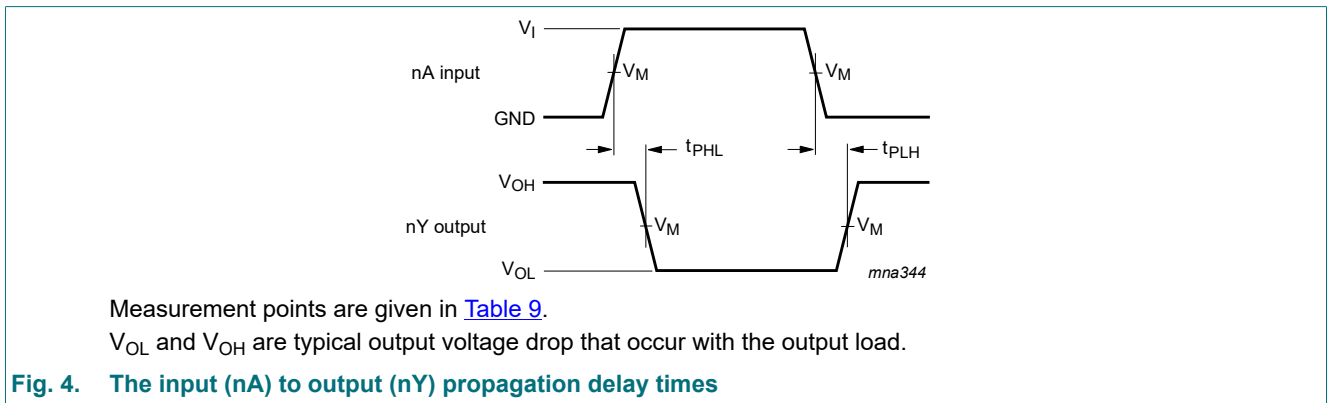 V_I
nA input
V_M
V_M
GND
t_PHL
t_PLH
V_OH
nY output
V_M
V_M
V_OL
mna344
Measurement points are given in Table 9.
V_OL and V_OH are typical output voltage drop that occur with the output load.
Fig. 4. The input (nA) to output (nY) propagation delay times